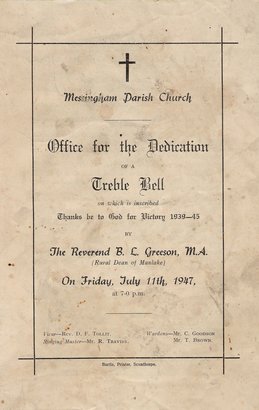 Messingham Parish Church
Office for the Dedication
OF A
Treble Bell
on which is inscribed
Thanks be to God for Victory 1939—45
BY
The Reverend B. L. Greeson, M.A.
(Rural Dean of Manlake)
On Friday, July 11th, 1947,
at 7-0 p.m.
Vicar—Rev. D. F. TOLLIT. Wardens—Mr. C. GOODSON
Ringing Master—Mr. R. TRAVISS. Mr. T. BROWN.
Printer, Scunthorpe.